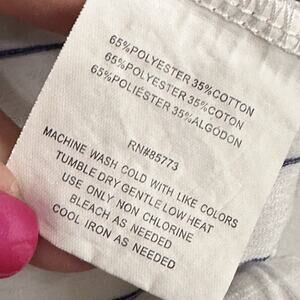 65%POLYESTER 35%COTTON
65%POLYESTER 35%COTON
65%POLIÉSTER 35%ALGODON
RN#85773
MACHINE WASH COLD WITH LIKE COLORS
TUMBLE DRY GENTLE LOW HEAT
USE ONLY NON CHLORINE
BLEACH AS NEEDED
COOL IRON AS NEEDED